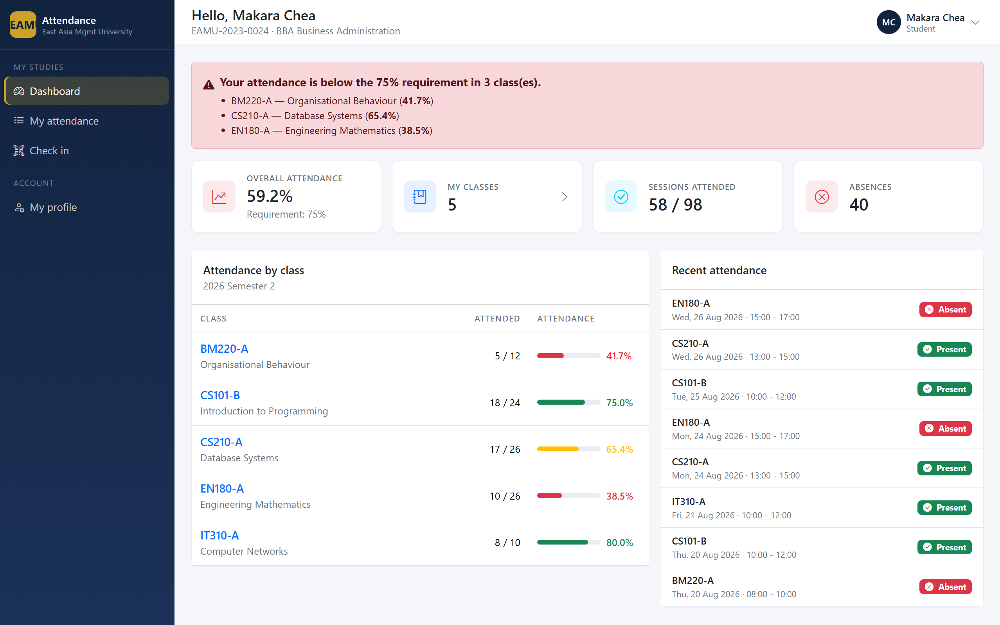 EAMU
Attendance
East Asia Mgmt University
MY STUDIES
Dashboard
My attendance
Check in
ACCOUNT
My profile
Hello, Makara Chea
EAMU-2023-0024 · BBA Business Administration
MC
Makara Chea
Student
Your attendance is below the 75% requirement in 3 class(es).
• BM220-A — Organisational Behaviour (41.7%)
• CS210-A — Database Systems (65.4%)
• EN180-A — Engineering Mathematics (38.5%)
OVERALL ATTENDANCE
59.2%
Requirement: 75%
MY CLASSES
5
SESSIONS ATTENDED
58 / 98
ABSENCES
40
Attendance by class
2026 Semester 2
CLASS ATTENDED ATTENDANCE
BM220-A
Organisational Behaviour
5 / 12 41.7%
CS101-B
Introduction to Programming
18 / 24 75.0%
CS210-A
Database Systems
17 / 26 65.4%
EN180-A
Engineering Mathematics
10 / 26 38.5%
IT310-A
Computer Networks
8 / 10 80.0%
Recent attendance
EN180-A
Wed, 26 Aug 2026 · 15:00 - 17:00
Absent
CS210-A
Wed, 26 Aug 2026 · 13:00 - 15:00
Present
CS101-B
Tue, 25 Aug 2026 · 10:00 - 12:00
Present
EN180-A
Mon, 24 Aug 2026 · 15:00 - 17:00
Absent
CS210-A
Mon, 24 Aug 2026 · 13:00 - 15:00
Present
IT310-A
Fri, 21 Aug 2026 · 10:00 - 12:00
Present
CS101-B
Thu, 20 Aug 2026 · 10:00 - 12:00
Present
BM220-A
Thu, 20 Aug 2026 · 08:00 - 10:00
Absent